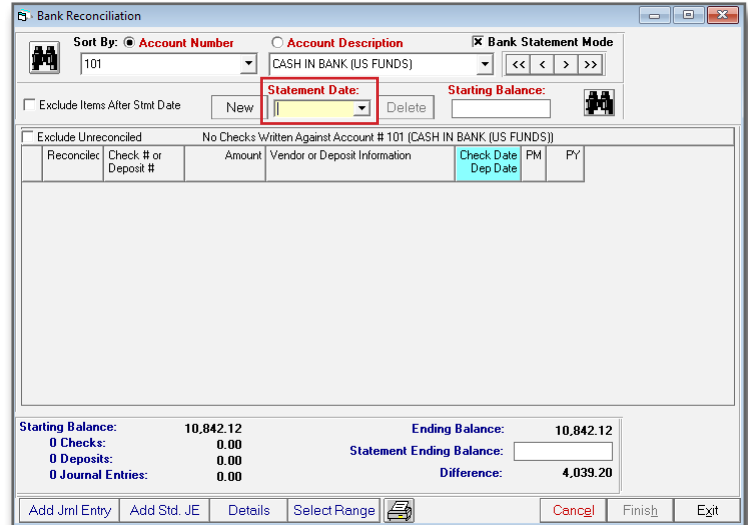 Bank Reconciliation
Sort By: Account Number Account Description Bank Statement Mode
101 CASH IN BANK (US FUNDS) << < > >>
Statement Date: Starting Balance:
Exclude Items After Stmt Date New Delete
Exclude Unreconciled No Checks Written Against Account # 101 (CASH IN BANK (US FUNDS))
Reconciled Check # or Amount Vendor or Deposit Information Check Date PM PY
Deposit # Dep Date
Starting Balance: 10,842.12 Ending Balance: 10,842.12
0 Checks: 0.00
Statement Ending Balance:
0 Deposits: 0.00
0 Journal Entries: 0.00 Difference: 4,039.20
Add Jrnl Entry Add Std. JE Details Select Range Cancel Finish Exit